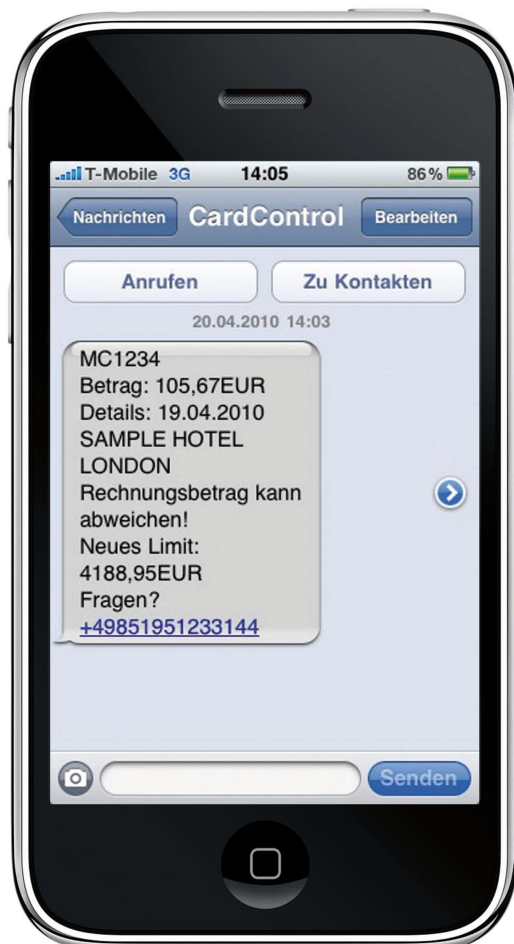 T-Mobile 3G 14:05 86%
Nachrichten CardControl Bearbeiten
Anrufen Zu Kontakten
20.04.2010 14:03
MC1234
Betrag: 105,67EUR
Details: 19.04.2010
SAMPLE HOTEL
LONDON
Rechnungsbetrag kann
abweichen!
Neues Limit:
4188,95EUR
Fragen?
+49851951233144
Senden